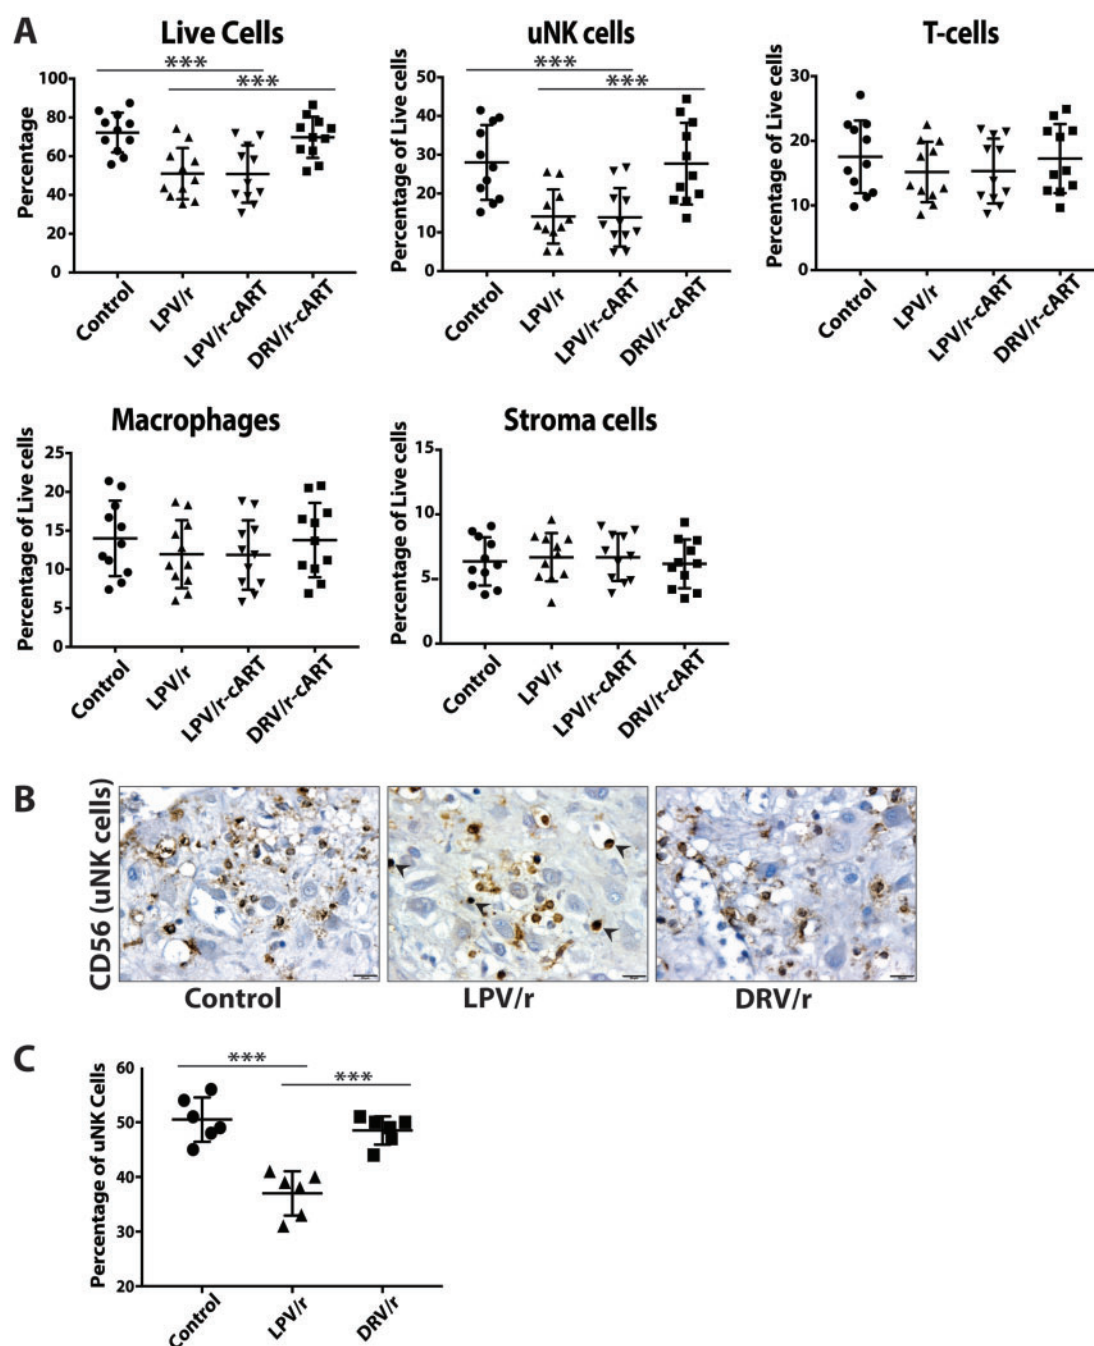 A
Live Cells
***
***
Percentage
100
80
60
40
20
0
Control
LPV/r
LPV/r-cART
DRV/r-cART
uNK cells
***
***
Percentage of Live cells
50
40
30
20
10
0
Control
LPV/r
LPV/r-cART
DRV/r-cART
T-cells
Percentage of Live cells
30
20
10
0
Control
LPV/r
LPV/r-cART
DRV/r-cART
Macrophages
Percentage of Live cells
25
20
15
10
5
0
Control
LPV/r
LPV/r-cART
DRV/r-cART
Stroma cells
Percentage of Live cells
15
10
5
0
Control
LPV/r
LPV/r-cART
DRV/r-cART
B
CD56 (uNK cells)
Control
LPV/r
DRV/r
C
***
***
Percentage of uNK Cells
60
50
40
30
20
Control
LPV/r
DRV/r